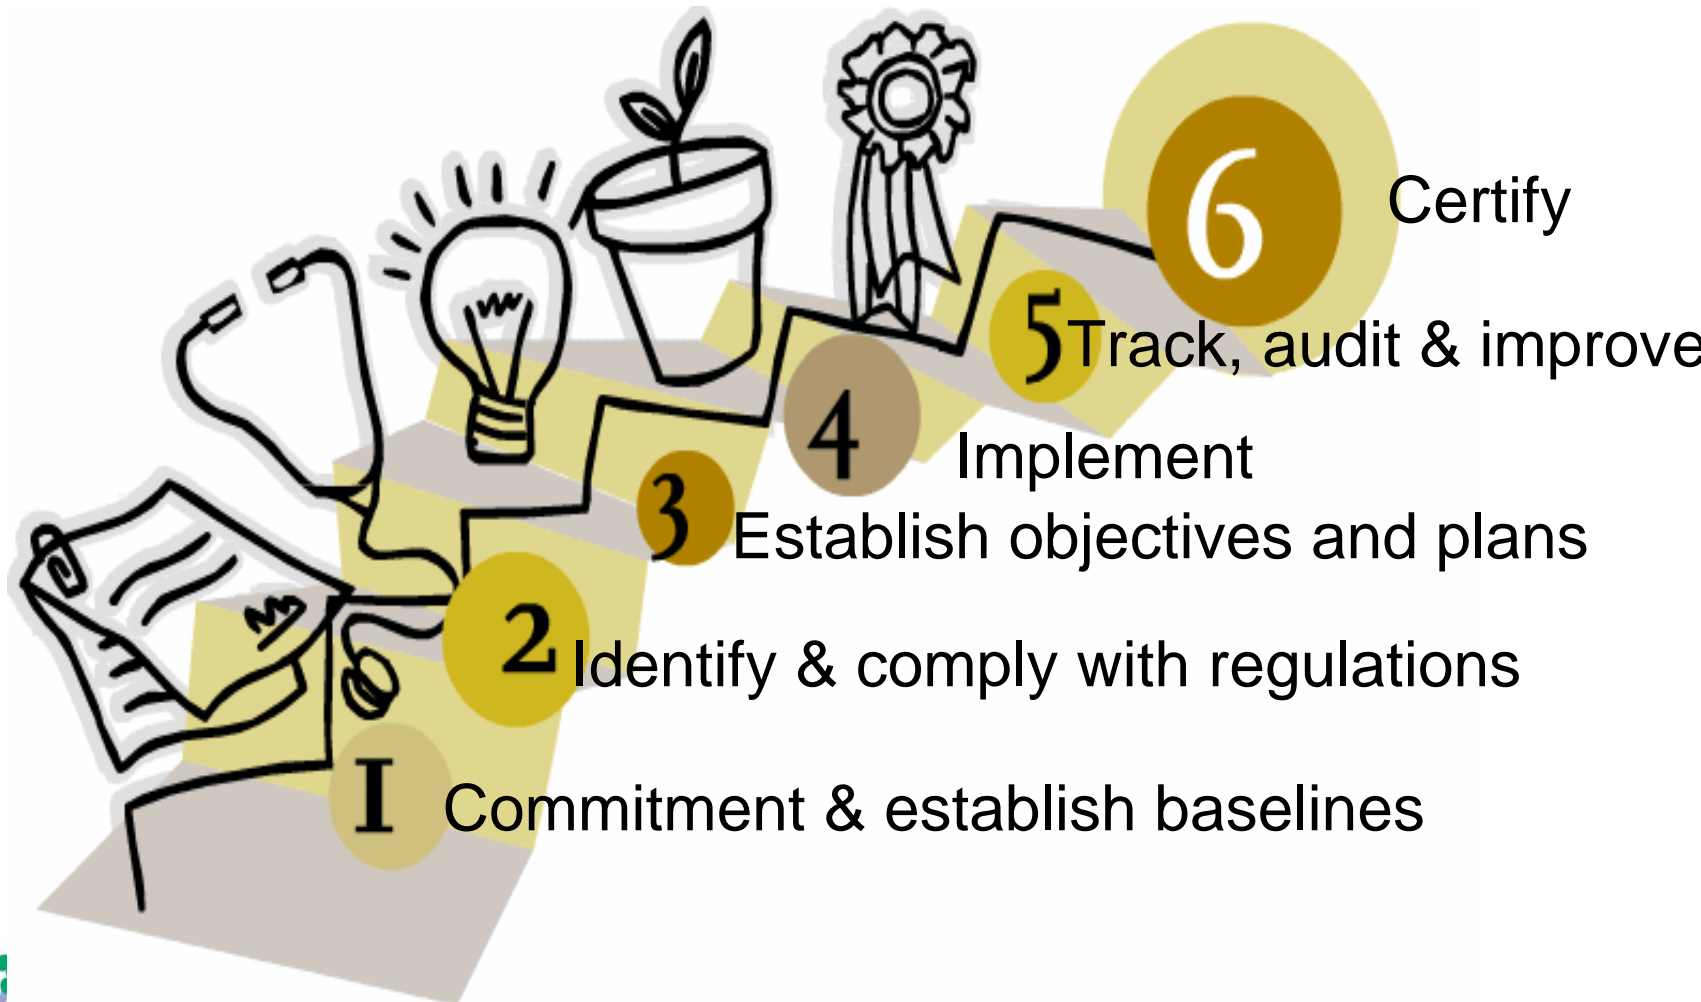 6 Certify
5 Track, audit & improve
4 Implement
3 Establish objectives and plans
2 Identify & comply with regulations
1 Commitment & establish baselines